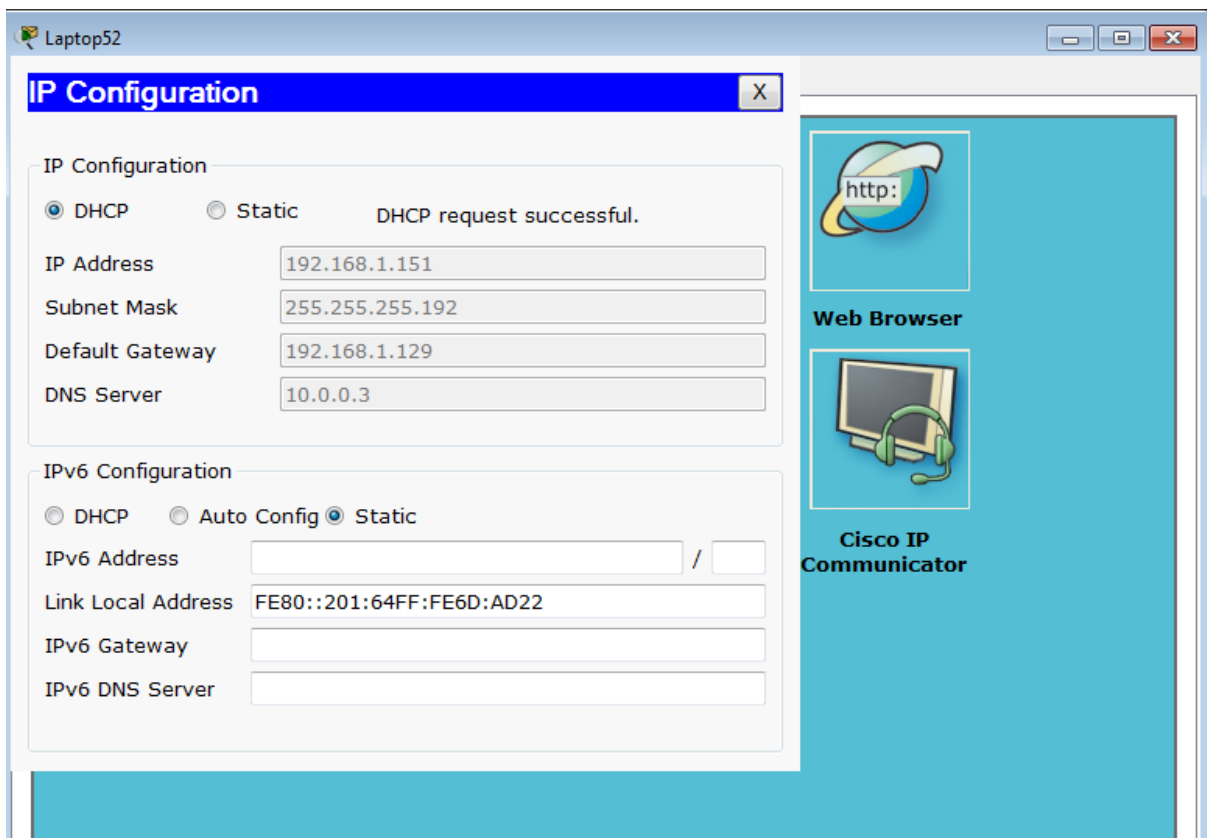 Laptop52
IP Configuration
X
IP Configuration
DHCP
Static
DHCP request successful.
IP Address
192.168.1.151
Subnet Mask
255.255.255.192
Default Gateway
192.168.1.129
DNS Server
10.0.0.3
IPv6 Configuration
DHCP
Auto Config
Static
IPv6 Address
/
Link Local Address
FE80::201:64FF:FE6D:AD22
IPv6 Gateway
IPv6 DNS Server
http:
Web Browser
Cisco IP
Communicator